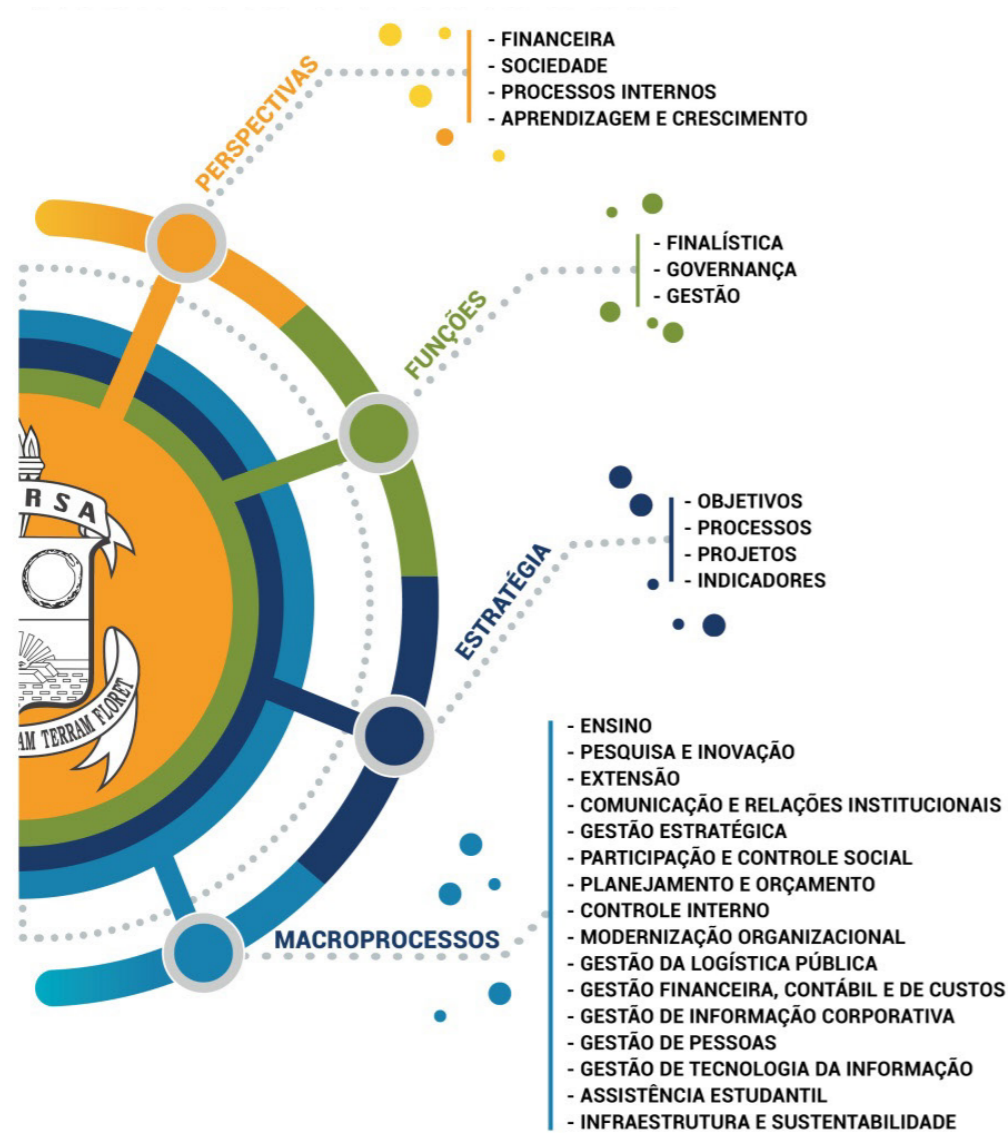 PERSPECTIVAS
- FINANCEIRA
- SOCIEDADE
- PROCESSOS INTERNOS
- APRENDIZAGEM E CRESCIMENTO
FUNÇÕES
- FINALÍSTICA
- GOVERNANÇA
- GESTÃO
ESTRATÉGIA
- OBJETIVOS
- PROCESSOS
- PROJETOS
- INDICADORES
MACROPROCESSOS
- ENSINO
- PESQUISA E INOVAÇÃO
- EXTENSÃO
- COMUNICAÇÃO E RELAÇÕES INSTITUCIONAIS
- GESTÃO ESTRATÉGICA
- PARTICIPAÇÃO E CONTROLE SOCIAL
- PLANEJAMENTO E ORÇAMENTO
- CONTROLE INTERNO
- MODERNIZAÇÃO ORGANIZACIONAL
- GESTÃO DA LOGÍSTICA PÚBLICA
- GESTÃO FINANCEIRA, CONTÁBIL E DE CUSTOS
- GESTÃO DE INFORMAÇÃO CORPORATIVA
- GESTÃO DE PESSOAS
- GESTÃO DE TECNOLOGIA DA INFORMAÇÃO
- ASSISTÊNCIA ESTUDANTIL
- INFRAESTRUTURA E SUSTENTABILIDADE
RSA
AM TERRAM FLORET